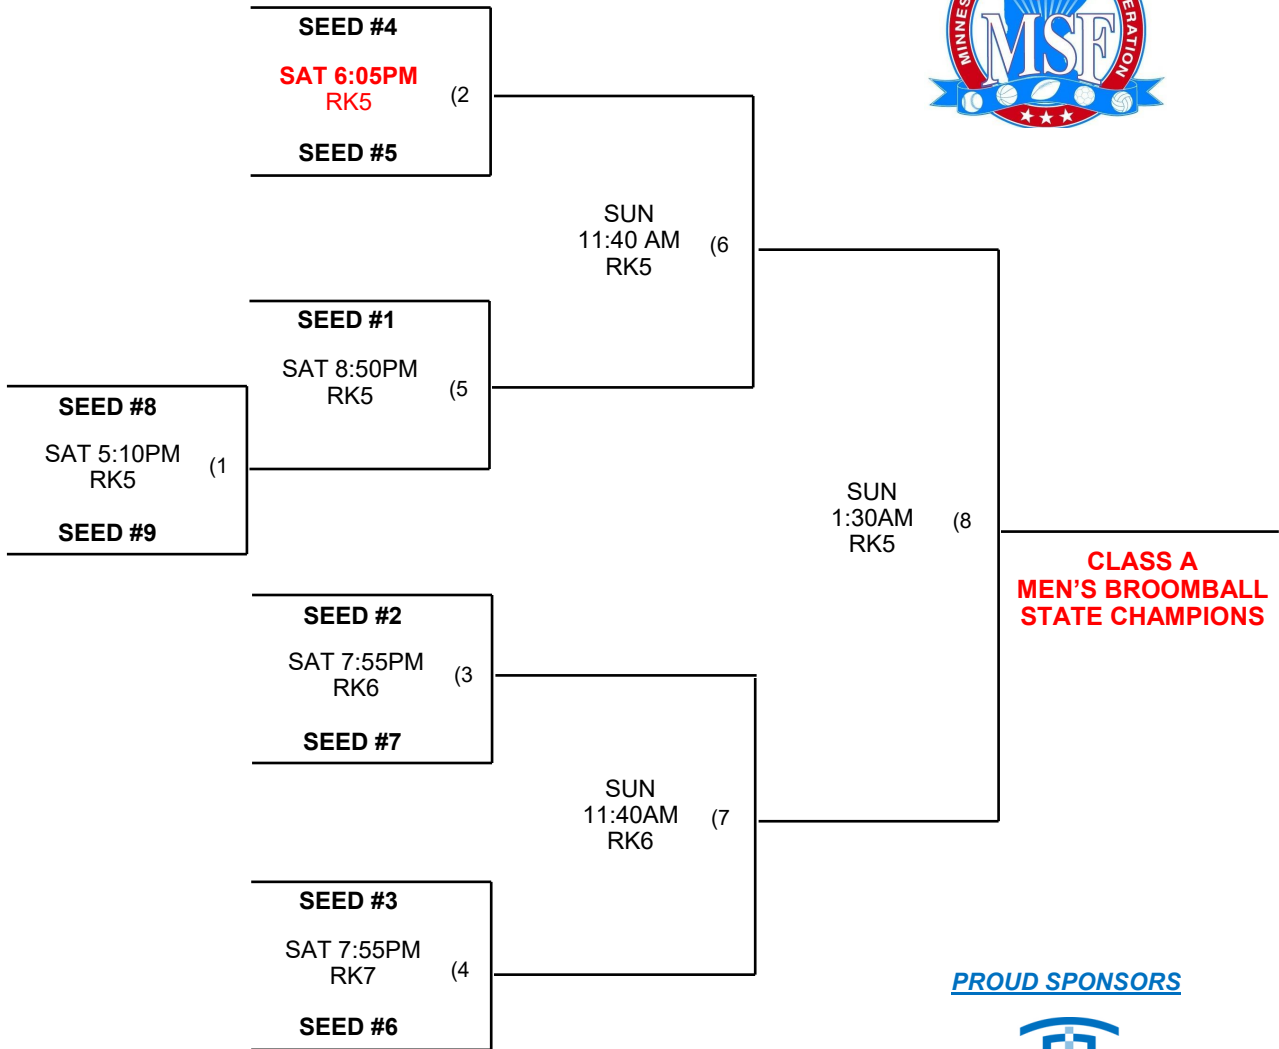 SEED #4
SAT 6:05PM
RK5
(2
SEED #5
MSF
SUN
11:40 AM
RK5
(6
SEED #1
SAT 8:50PM
RK5
(5
SEED #8
SAT 5:10PM
RK5
(1
SEED #9
SUN
1:30AM
RK5
(8
CLASS A
MEN'S BROOMBALL
STATE CHAMPIONS
SEED #2
SAT 7:55PM
RK6
(3
SEED #7
SUN
11:40AM
RK6
(7
SEED #3
SAT 7:55PM
RK7
(4
SEED #6
PROUD SPONSORS